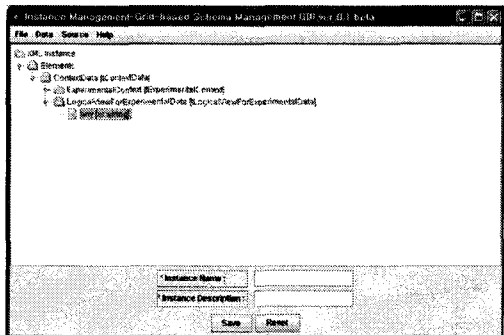 Instance Management-Grid-Based Schema Management GUI ver 0.1 beta
File Data Source Help
XML Instance
Elements
ContextData [ContextData]
ExperimentalContext [ExperimentalContext]
LogicalViewForExperimentalData [LogicalViewForExperimentalData]
* Instance Name :
* Instance Description :
Save Reset